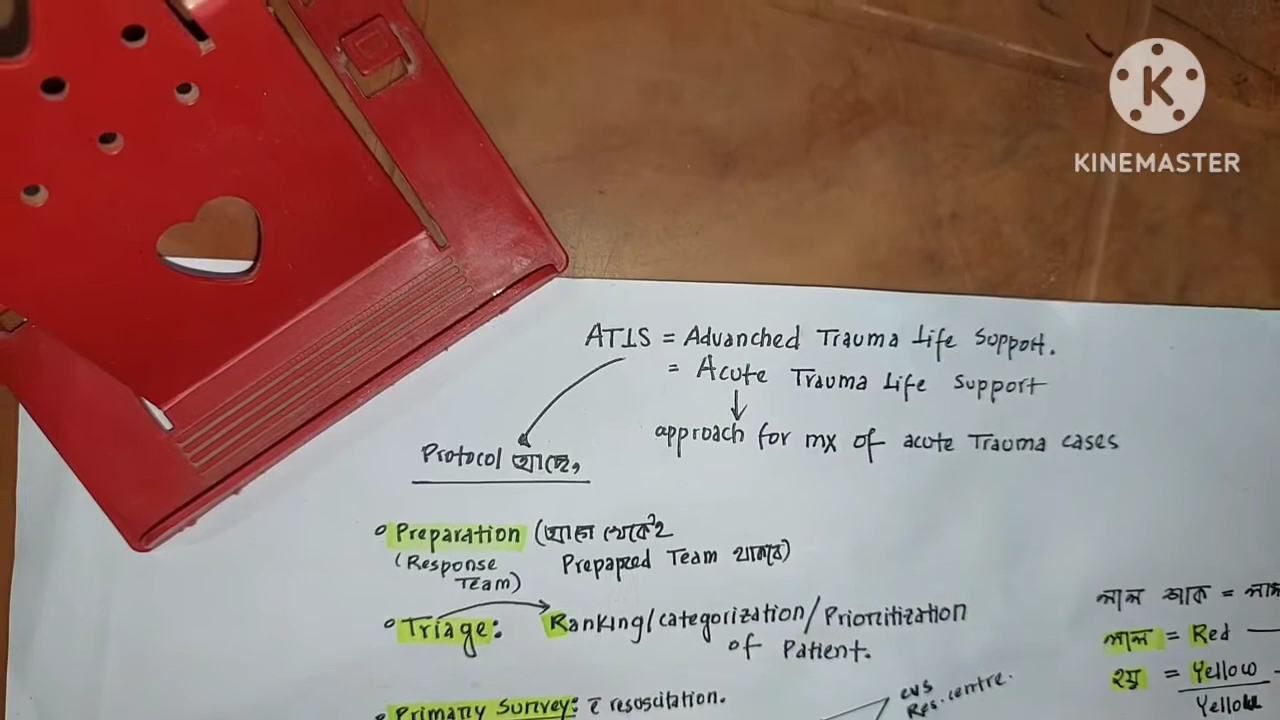 KINEMASTER
ATLS = Advanched Trauma Life Support.
= Acute Trauma Life Support
approach for mx of acute Trauma cases
Protocol আছে,
Preparation (আগে থেকেই
(Response Team) Prepapred Team থাকবে)
Triage: Ranking/categorization/Prioritization
of Patient.
লাল শাক = লাল
লাল = Red
Yellow
Yellow
Primary Survey: c̄ resoscitation.
cvs
Res. centre.